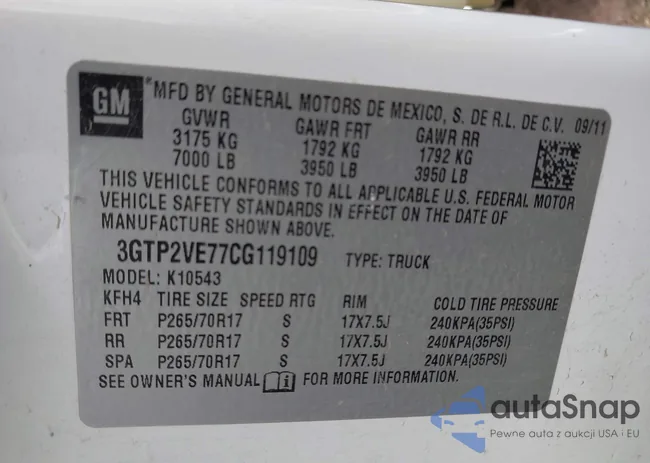 GM
*MFD BY GENERAL MOTORS DE MEXICO, S. DE R.L. DE C.V. 09/11
GVWR GAWR FRT GAWR RR
3175 KG 1792 KG 1792 KG
7000 LB 3950 LB 3950 LB
THIS VEHICLE CONFORMS TO ALL APPLICABLE U.S. FEDERAL MOTOR
VEHICLE SAFETY STANDARDS IN EFFECT ON THE DATE OF
MANUFACTURE SHOWN ABOVE.
3GTP2VE77CG119109 TYPE: TRUCK
MODEL: K10543
KFH4 TIRE SIZE SPEED RTG RIM COLD TIRE PRESSURE
FRT P265/70R17 S 17X7.5J 240KPA(35PSI)
RR P265/70R17 S 17X7.5J 240KPA(35PSI)
SPA P265/70R17 S 17X7.5J 240KPA(35PSI)
SEE OWNER'S MANUAL FOR MORE INFORMATION.
autaSnap
Pewne auta z aukcji USA i EU